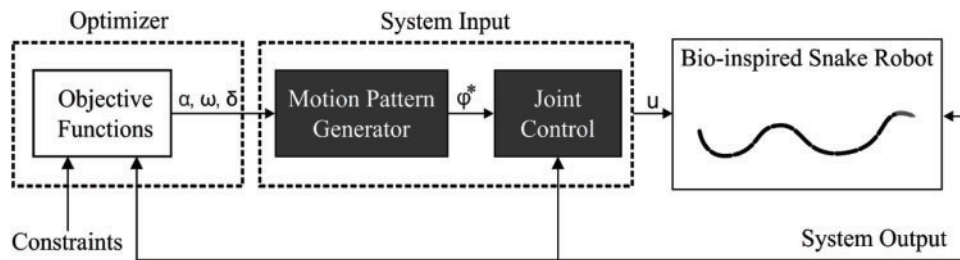 Optimizer
System Input
Bio-inspired Snake Robot
Objective
Functions
α, ω, δ
Motion Pattern
Generator
φ*
Joint
Control
u
Constraints
System Output